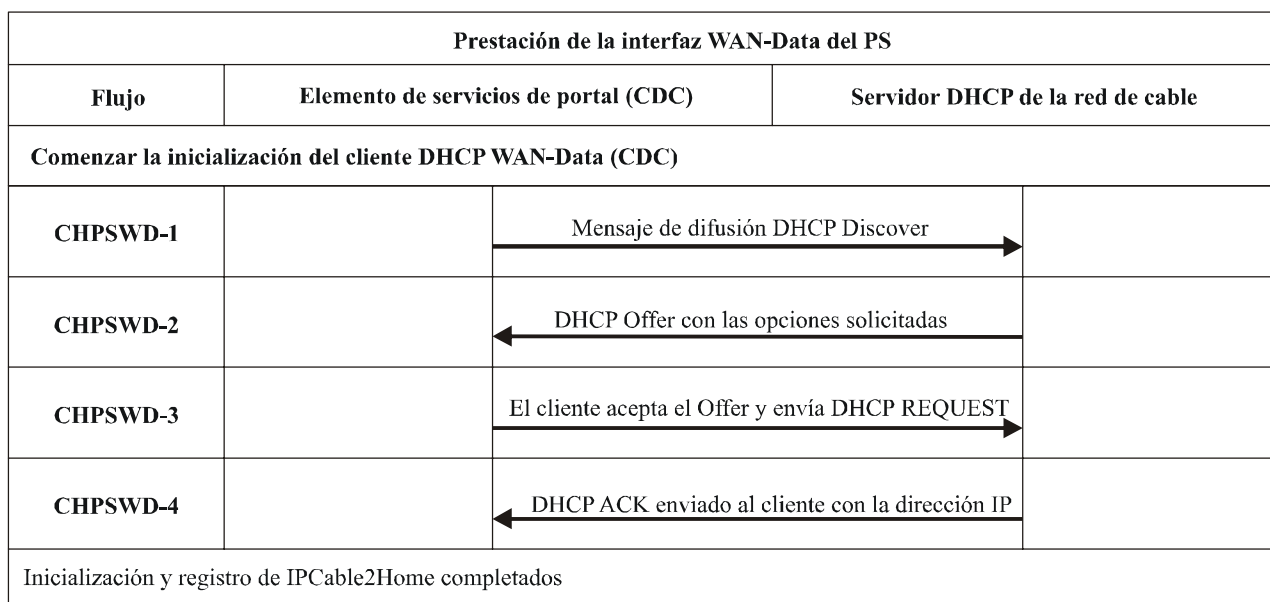 Prestación de la interfaz WAN-Data del PS
Flujo
Elemento de servicios de portal (CDC)
Servidor DHCP de la red de cable
Comenzar la inicialización del cliente DHCP WAN-Data (CDC)
CHPSWD-1
Mensaje de difusión DHCP Discover
CHPSWD-2
DHCP Offer con las opciones solicitadas
CHPSWD-3
El cliente acepta el Offer y envía DHCP REQUEST
CHPSWD-4
DHCP ACK enviado al cliente con la dirección IP
Inicialización y registro de IPCable2Home completados